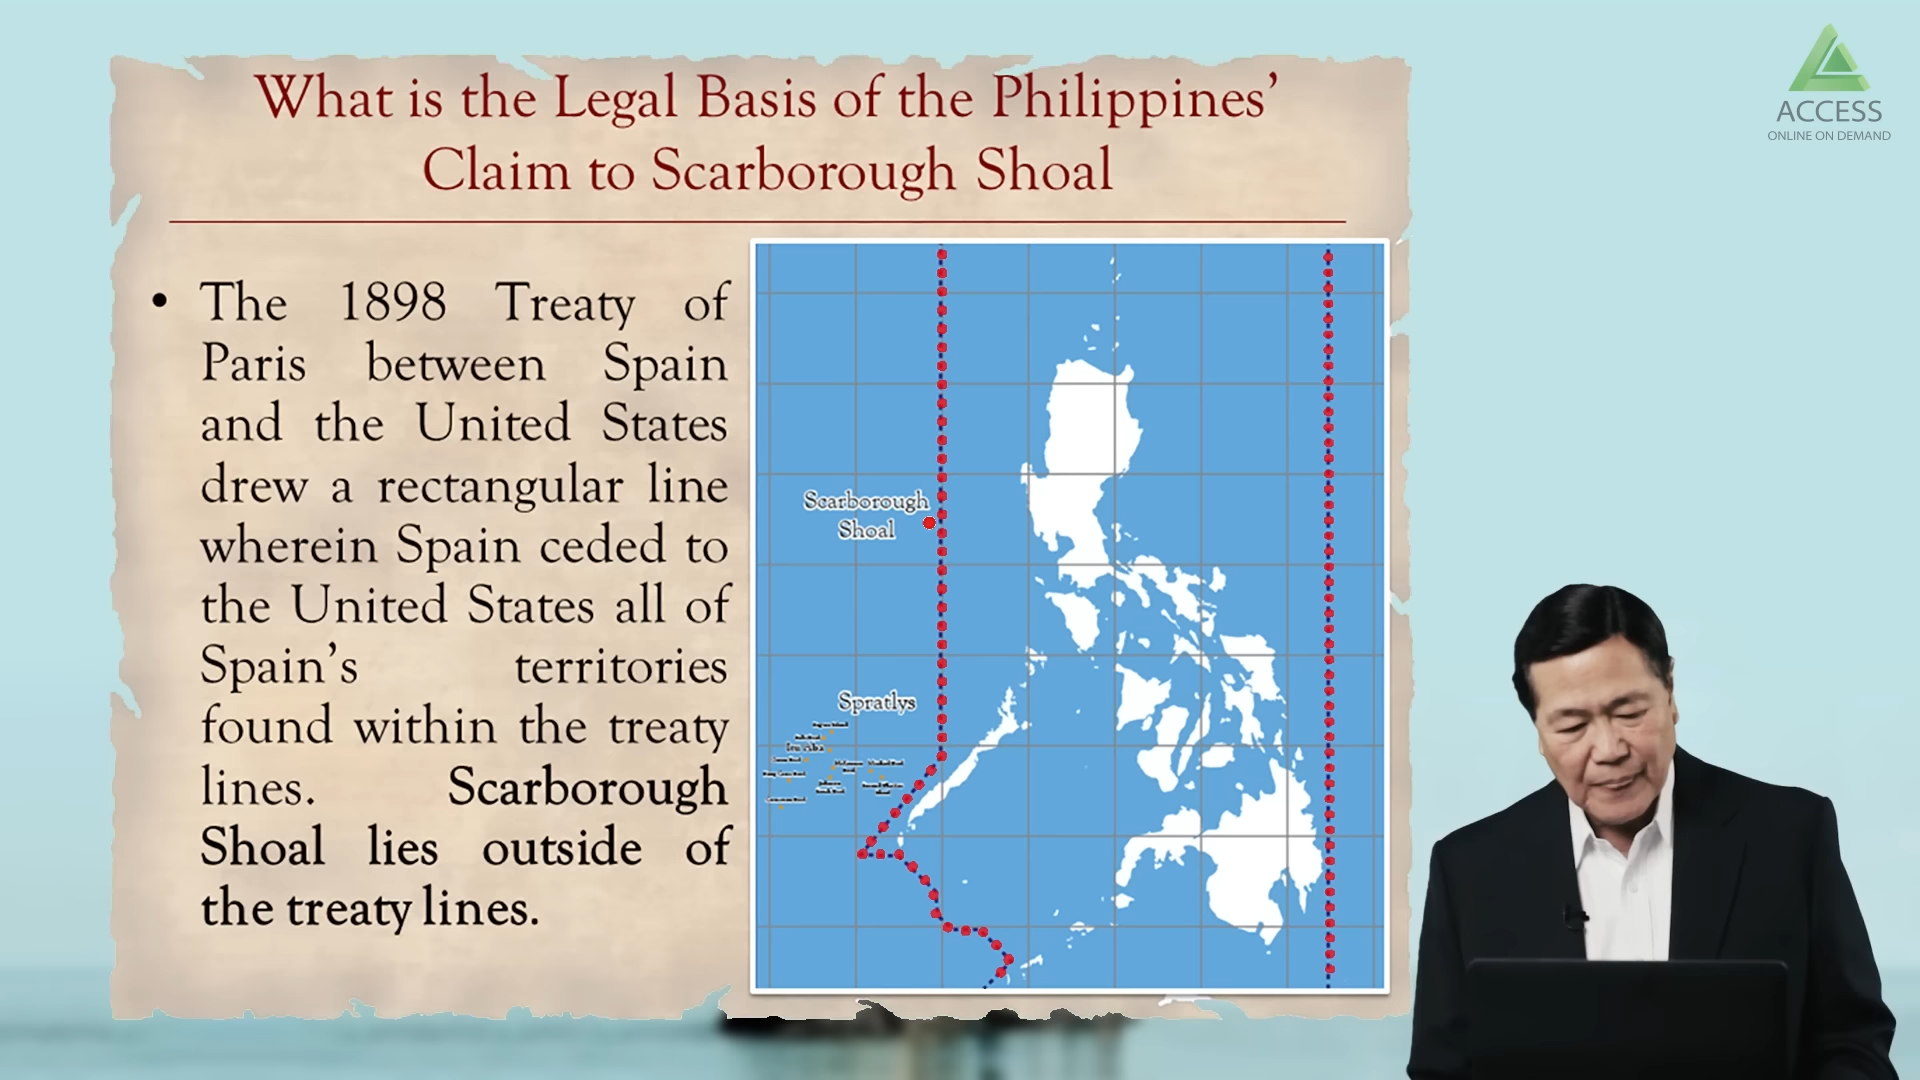 What is the Legal Basis of the Philippines'
Claim to Scarborough Shoal
• The 1898 Treaty of
Paris between Spain
and the United States
drew a rectangular line
wherein Spain ceded to
the United States all of
Spain's territories
found within the treaty
lines. Scarborough
Shoal lies outside of
the treaty lines.
Scarborough
Shoal
Spratlys
Itu Aba
ACCESS
ONLINE ON DEMAND